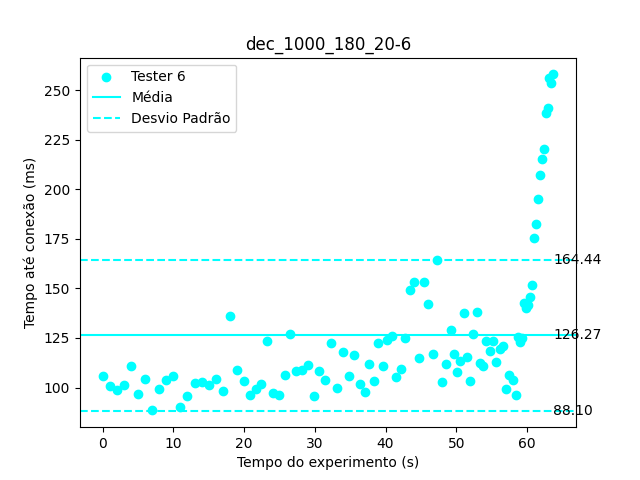 dec_1000_180_20-6
Tester 6
Média
Desvio Padrão
Tempo até conexão (ms)
250
225
200
175
150
125
100
164.44
126.27
88.10
0 10 20 30 40 50 60
Tempo do experimento (s)